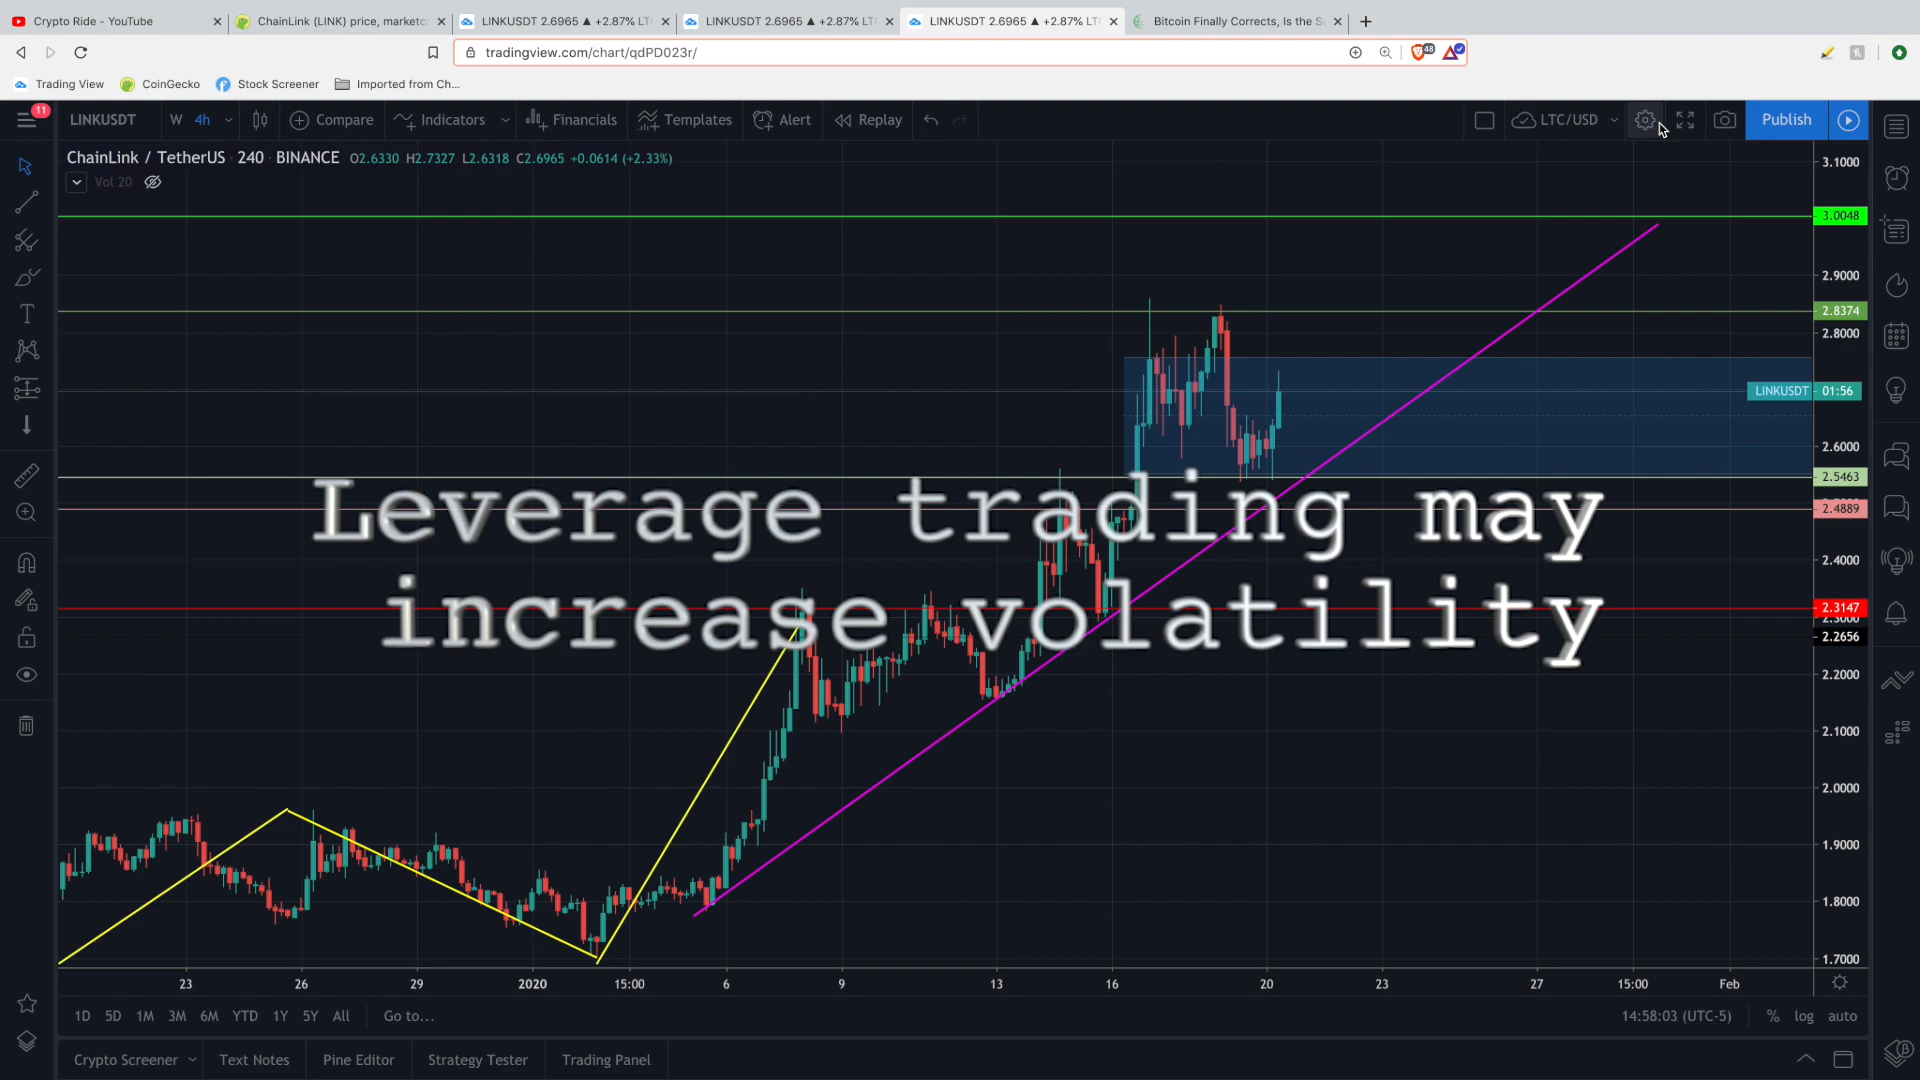 Crypto Ride - YouTube
ChainLink (LINK) price, marketc
LINKUSDT 2.6965 ▲ +2.87% LT
LINKUSDT 2.6965 ▲ +2.87% LT
LINKUSDT 2.6965 ▲ +2.87% LT
Bitcoin Finally Corrects, Is the S
tradingview.com/chart/qdPD023r/
48
Trading View
CoinGecko
Stock Screener
Imported from Ch...
11
LINKUSDT
W
4h
Compare
Indicators
Financials
Templates
Alert
Replay
LTC/USD
Publish
ChainLink / TetherUS · 240 · BINANCE O2.6330 H2.7327 L2.6318 C2.6965 +0.0614 (+2.33%)
Vol 20
3.1000
3.0048
2.9000
2.8374
2.8000
LINKUSDT 01:56
2.6000
2.5463
2.4889
2.4000
2.3147
2.3000
2.2656
2.2000
2.1000
2.0000
1.9000
1.8000
1.7000
Leverage trading may
increase volatility
23 26 29 2020 15:00 6 9 13 16 20 23 27 15:00 Feb
1D 5D 1M 3M 6M YTD 1Y 5Y All Go to...
14:58:03 (UTC-5) % log auto
Crypto Screener Text Notes Pine Editor Strategy Tester Trading Panel